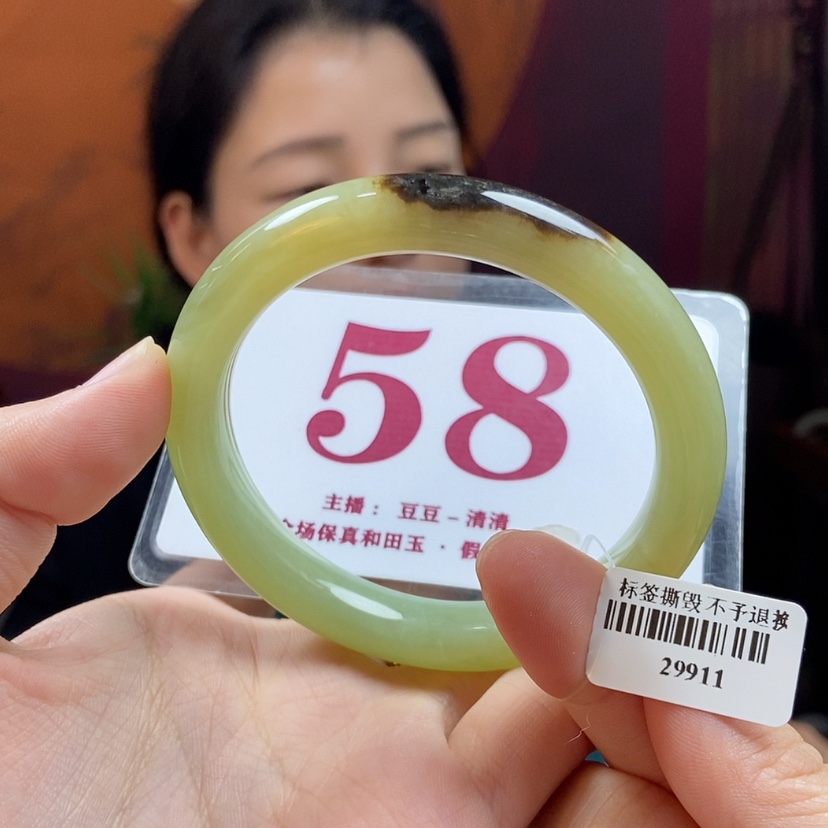 58
主播： 豆豆－清清
场保真和田玉 · 假
标签撕毁不予退换
29911